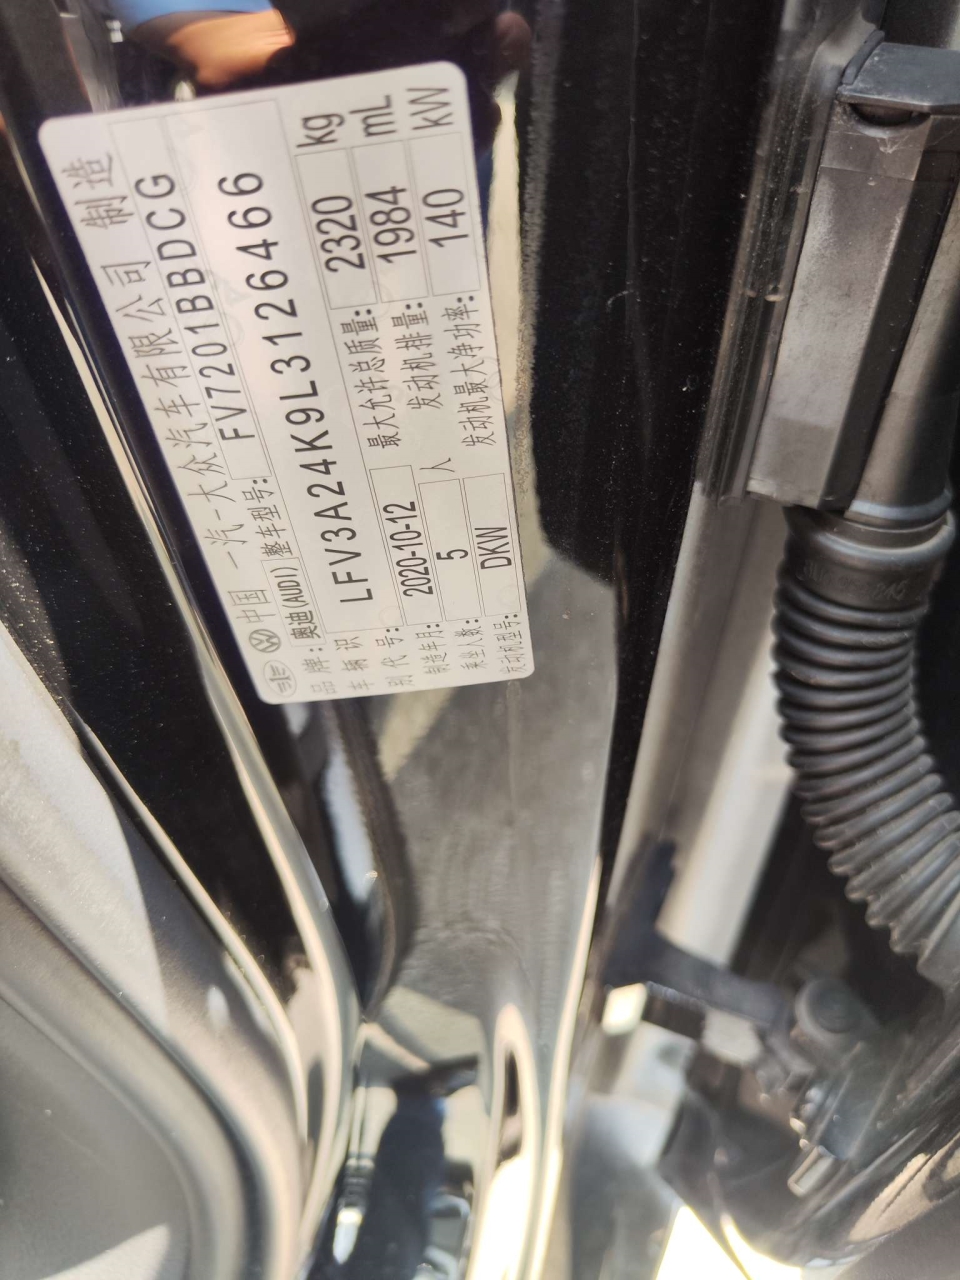 中国 一汽-大众汽车有限公司 制造
品牌: 奥迪(AUDI) 整车型号: FV7201BBDCG
车辆识别代号: LFV3A24K9L3126466
制造年月: 2020-10-12 最大允许总质量: 2320 kg
乘坐人数: 5 人 发动机排量: 1984 mL
发动机型号: DKW 发动机最大净功率: 140 kW